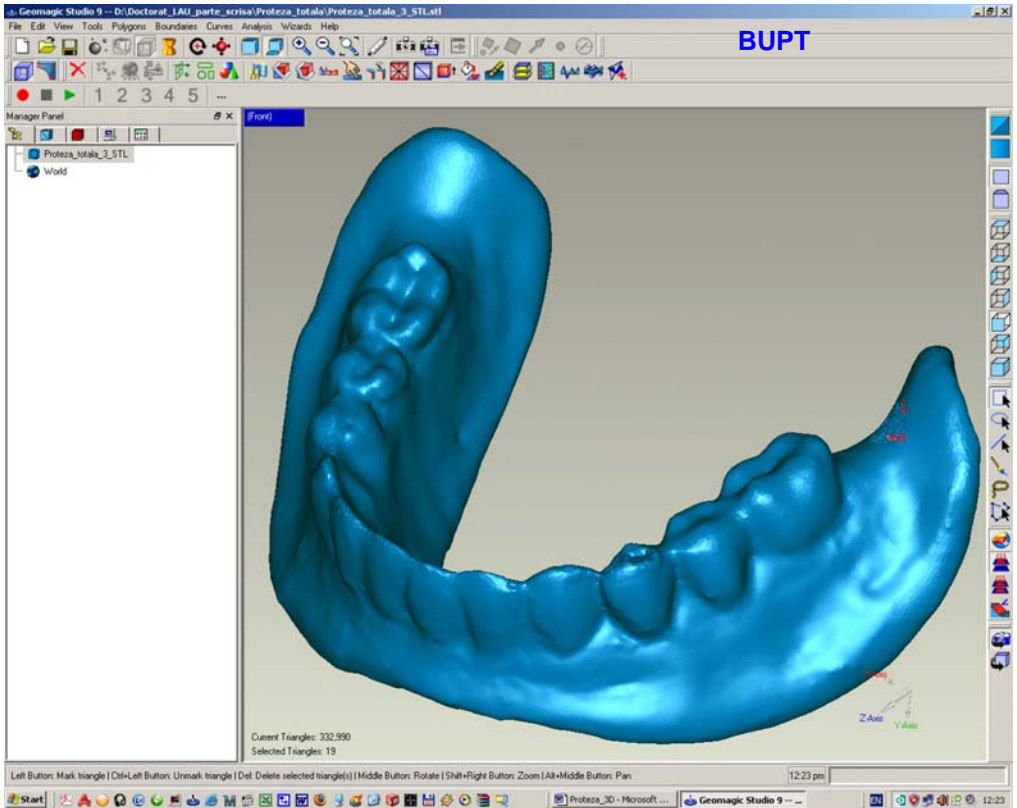 Geomagic Studio 9 -- D:\Doctorat_LAU_parte_scrisa\Proteza_totala\Proteza_totala_3_STL.stl
File Edit View Tools Polygons Boundaries Curves Analysis Wizards Help
BUPT
1 2 3 4 5 ...
Manager Panel
(Front)
Proteza_totala_3_STL
World
Z-Axis
Y-Axis
Current Triangles: 332,990
Selected Triangles: 19
Left Button: Mark triangle | Ctrl+Left Button: Unmark triangle | Del: Delete selected triangle(s) | Middle Button: Rotate | Shift+Right Button: Zoom | Alt+Middle Button: Pan
12:23 pm
Start
Proteza_3D - Microsoft ...
Geomagic Studio 9 -- ...
EN
12:23